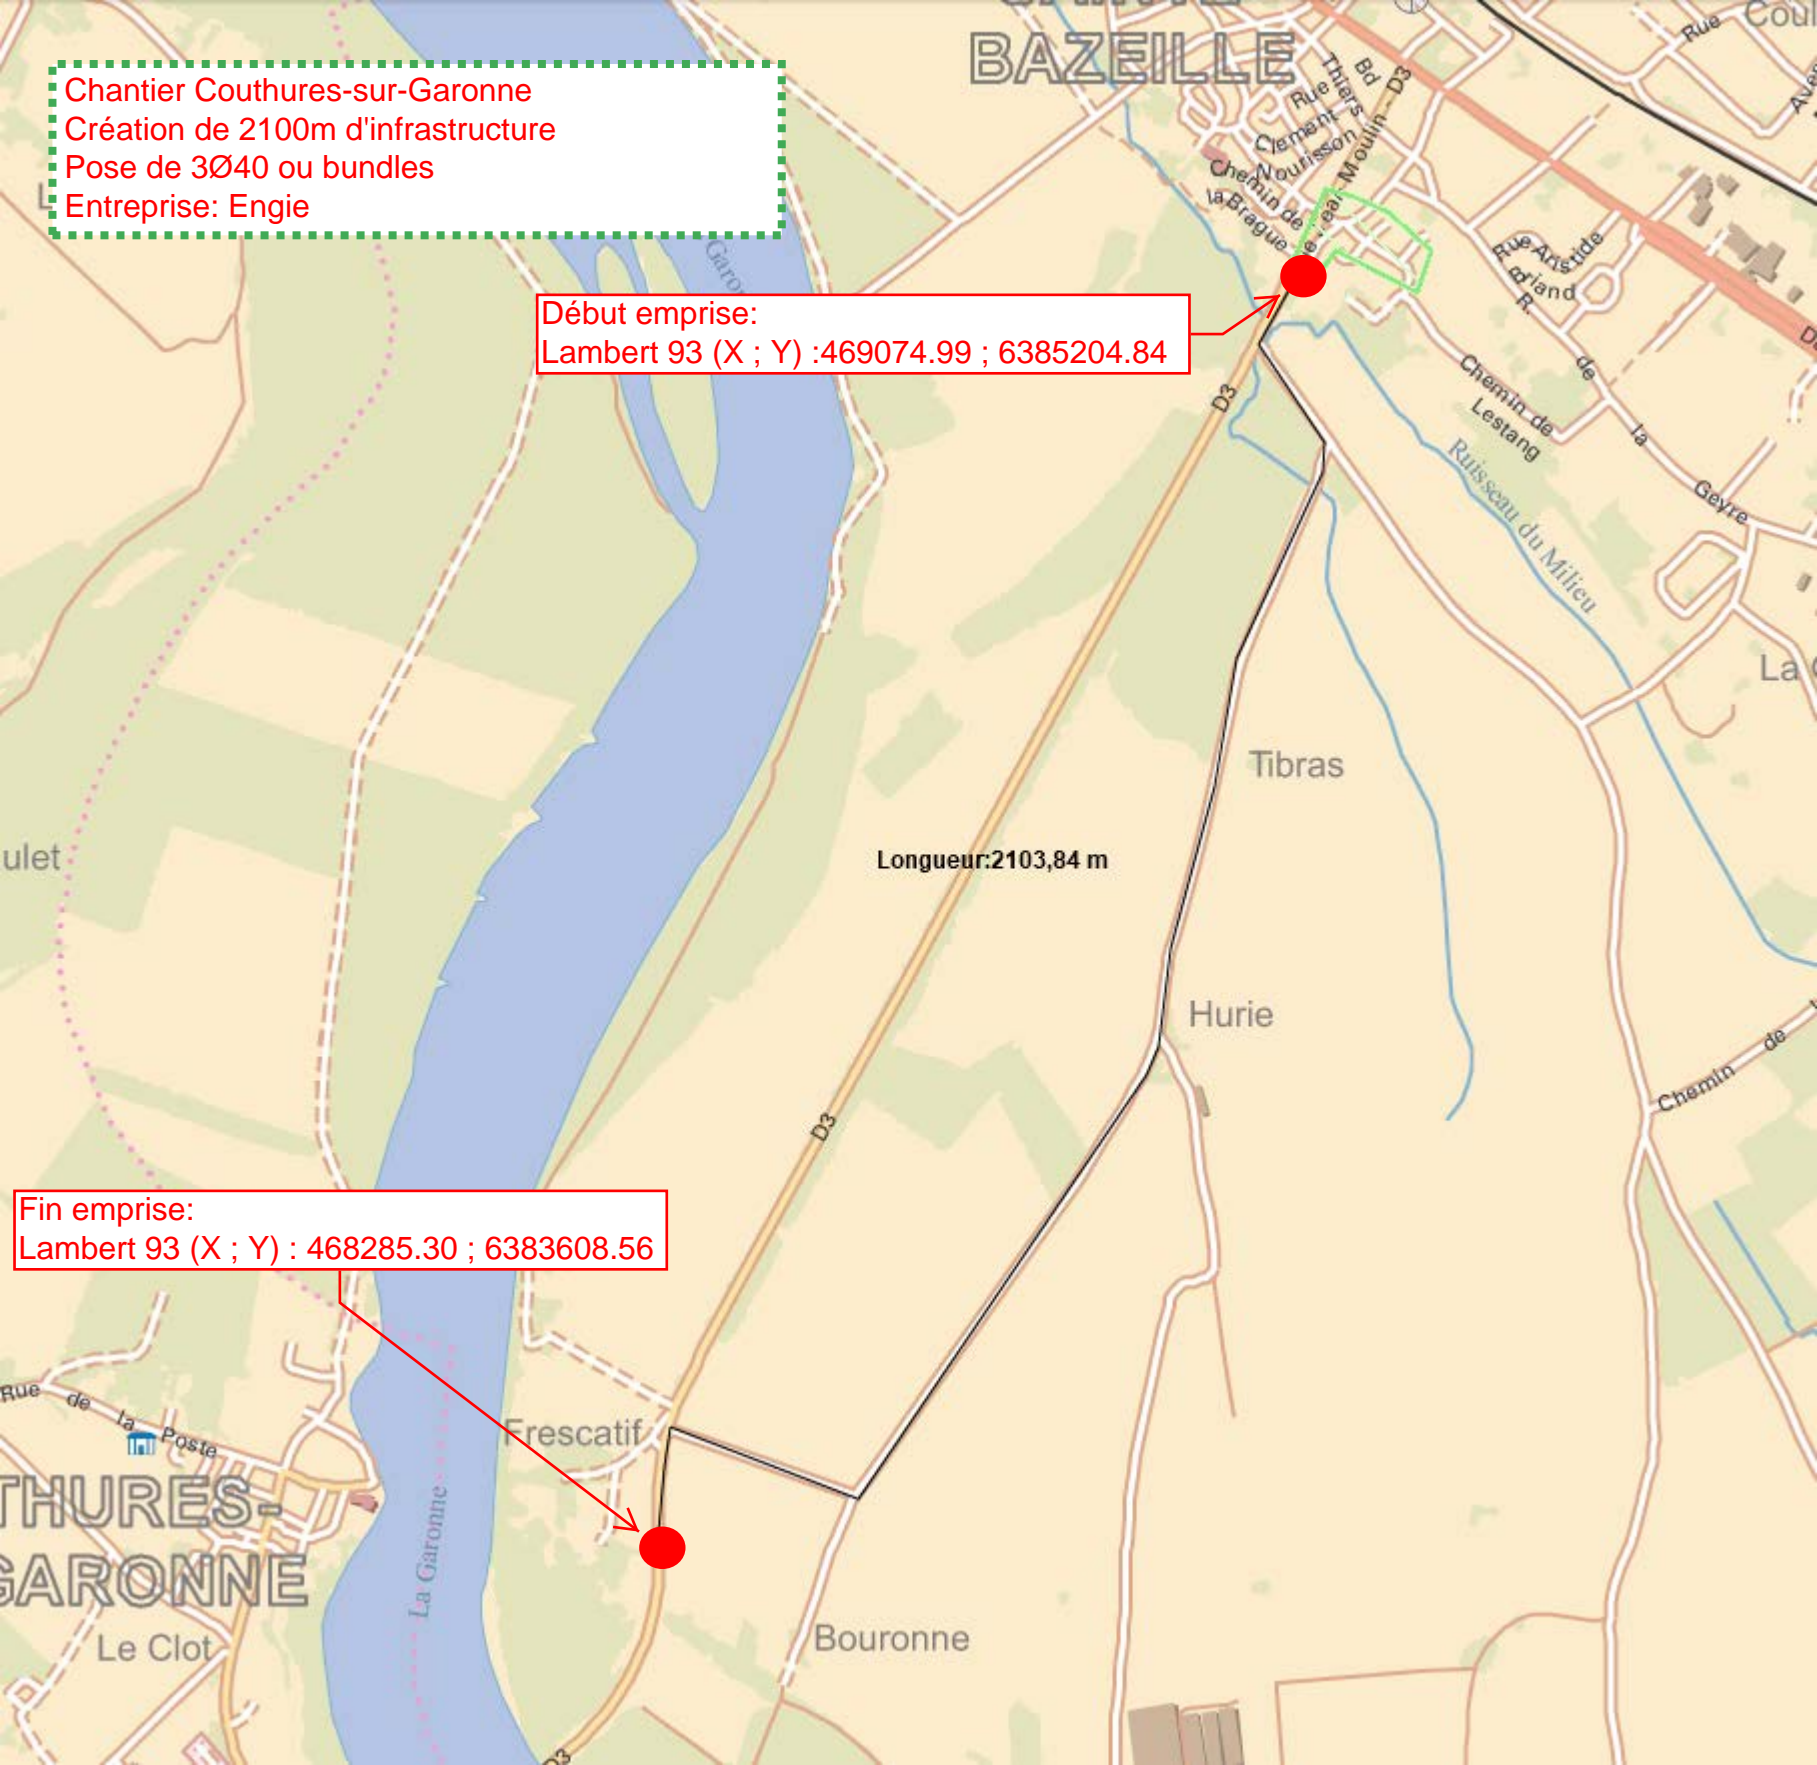 BAZEILLE
Chantier Couthures-sur-Garonne
Création de 2100m d'infrastructure
Pose de 3Ø40 ou bundles
Entreprise: Engie
Rue
Bd
Thiers
D3
Rue
Clement
Nourisson
Moulin
Chemin de
la Brague
Rue Aristide
Briand
R.
de
la
Geyre
Début emprise:
Lambert 93 (X ; Y) :469074.99 ; 6385204.84
D3
Chemin de
Lestang
Ruisseau du Milieu
La
Tibras
ulet
Longueur:2103,84 m
Hurie
Chemin
de
D3
Fin emprise:
Lambert 93 (X ; Y) : 468285.30 ; 6383608.56
Rue
de
la
Poste
Frescatif
THURES-
GARONNE
La Garonne
Le Clot
Bouronne
D3